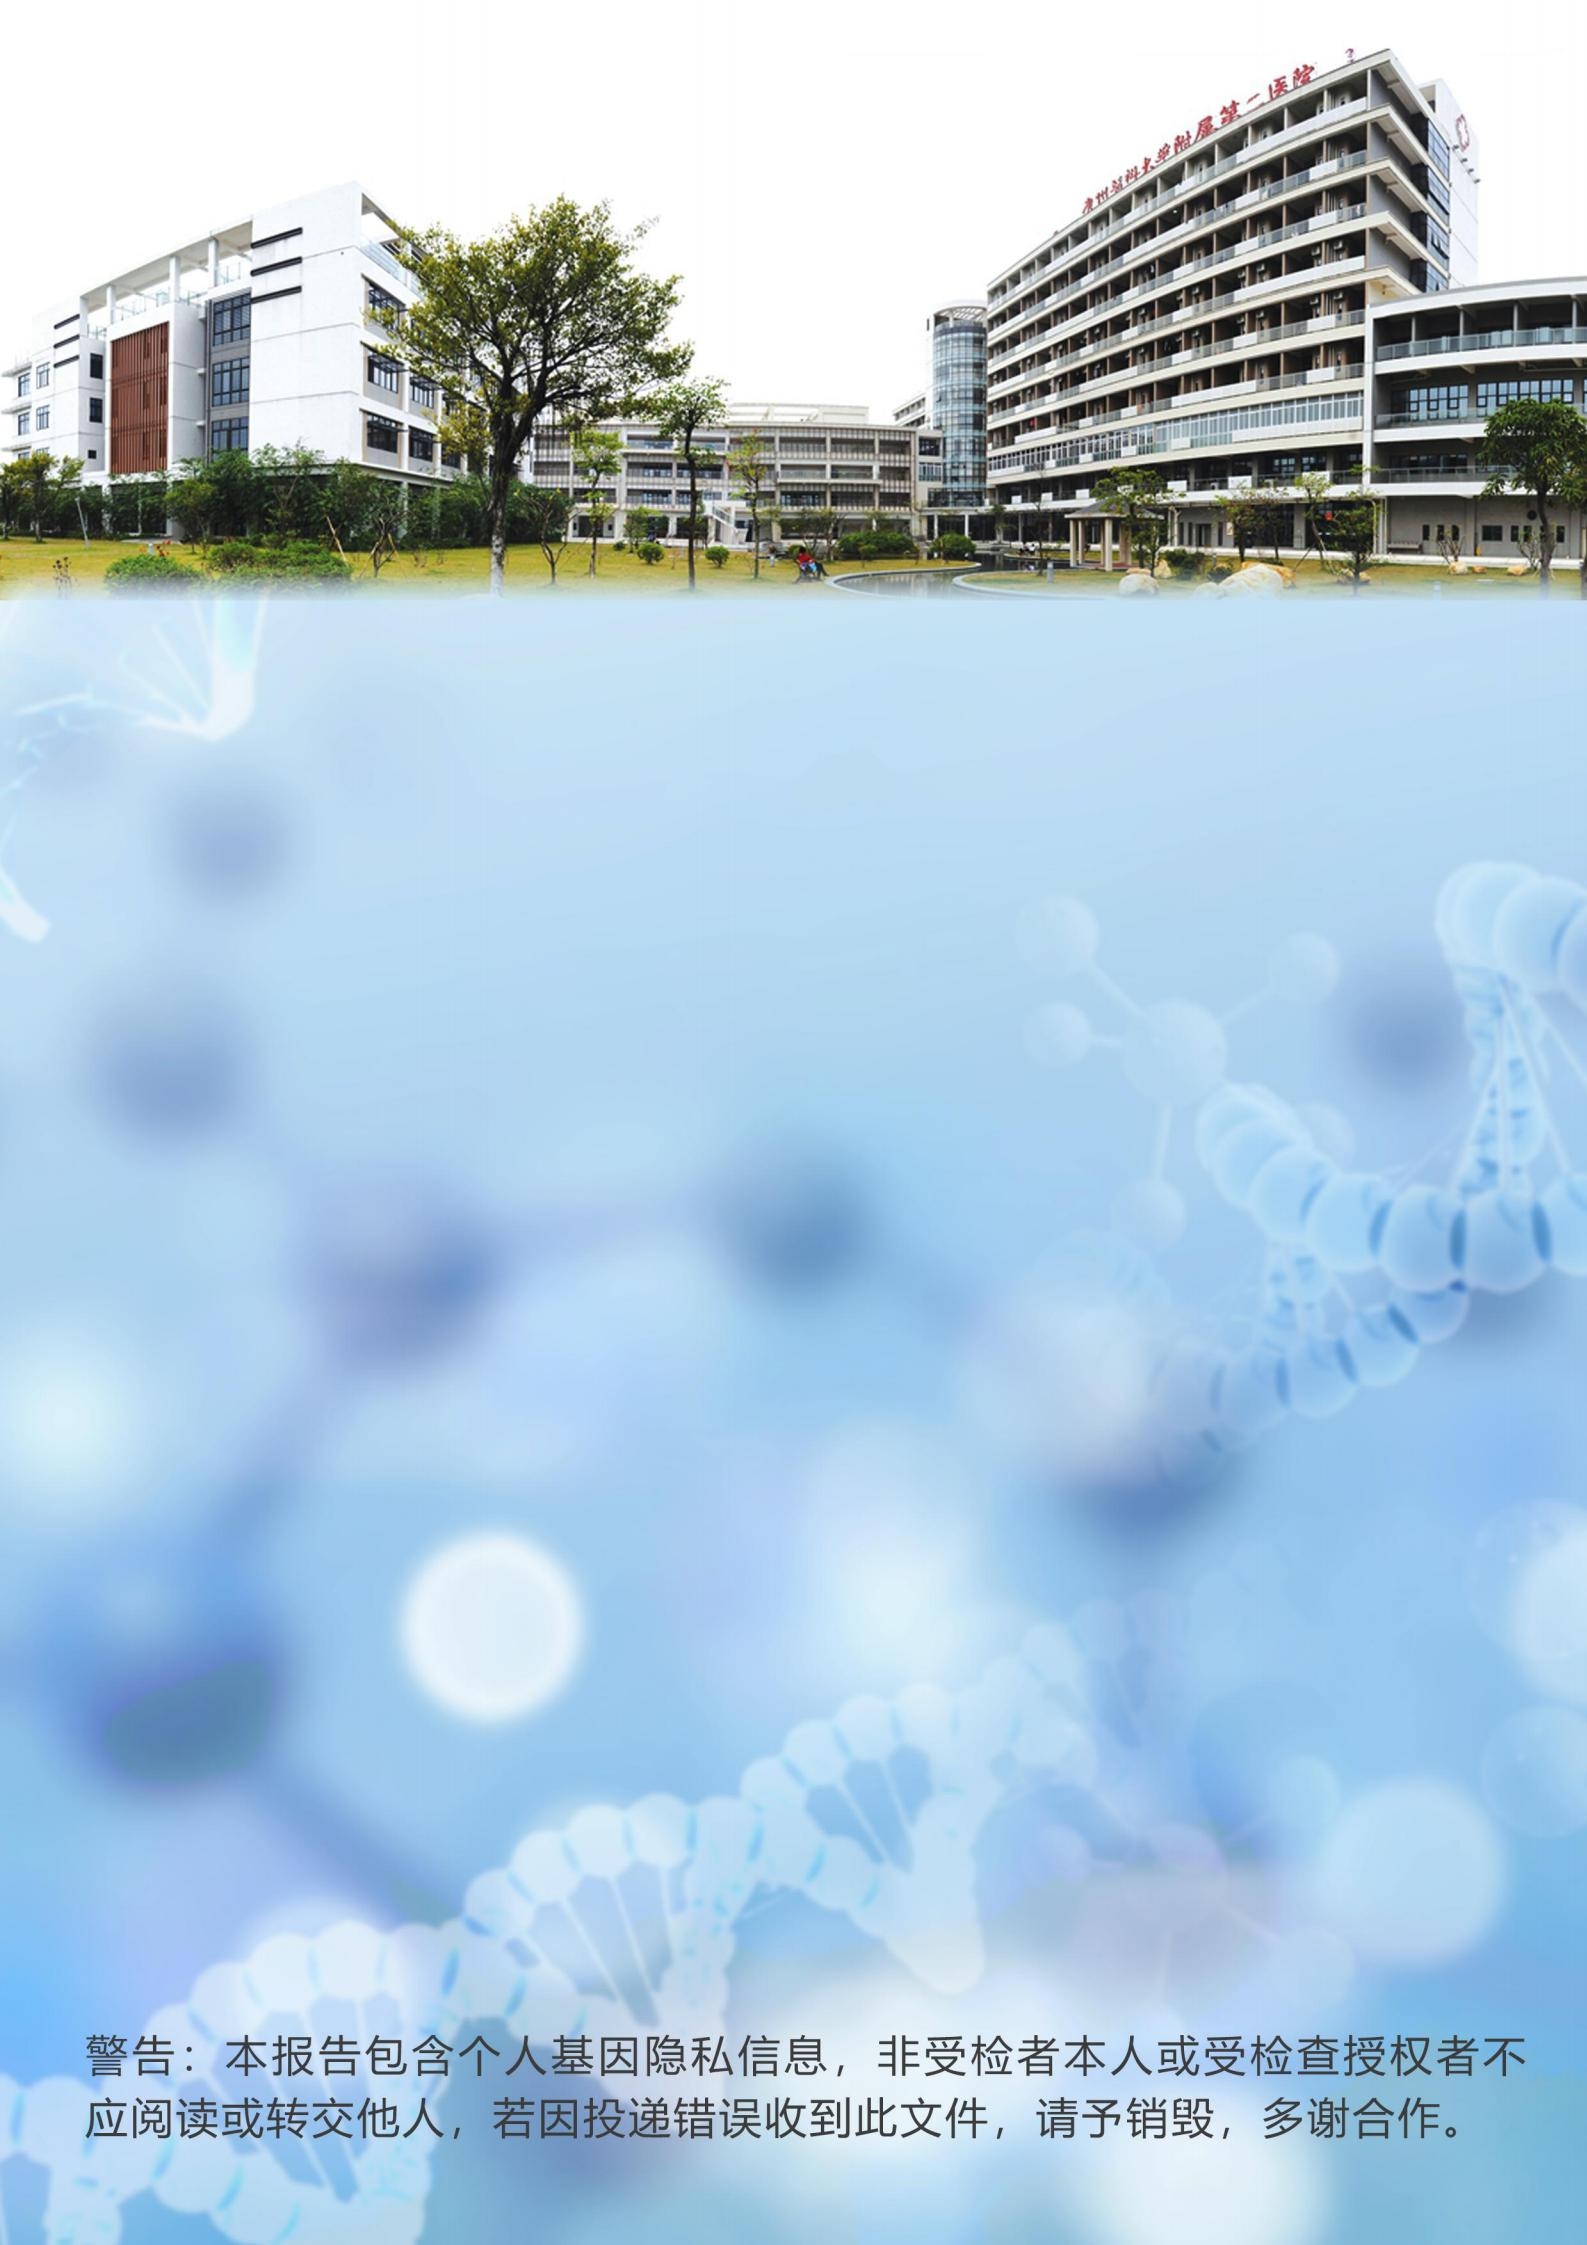 广州医科大学附属第二医院
警告：本报告包含个人基因隐私信息，非受检者本人或受检查授权者不
应阅读或转交他人，若因投递错误收到此文件，请予销毁，多谢合作。